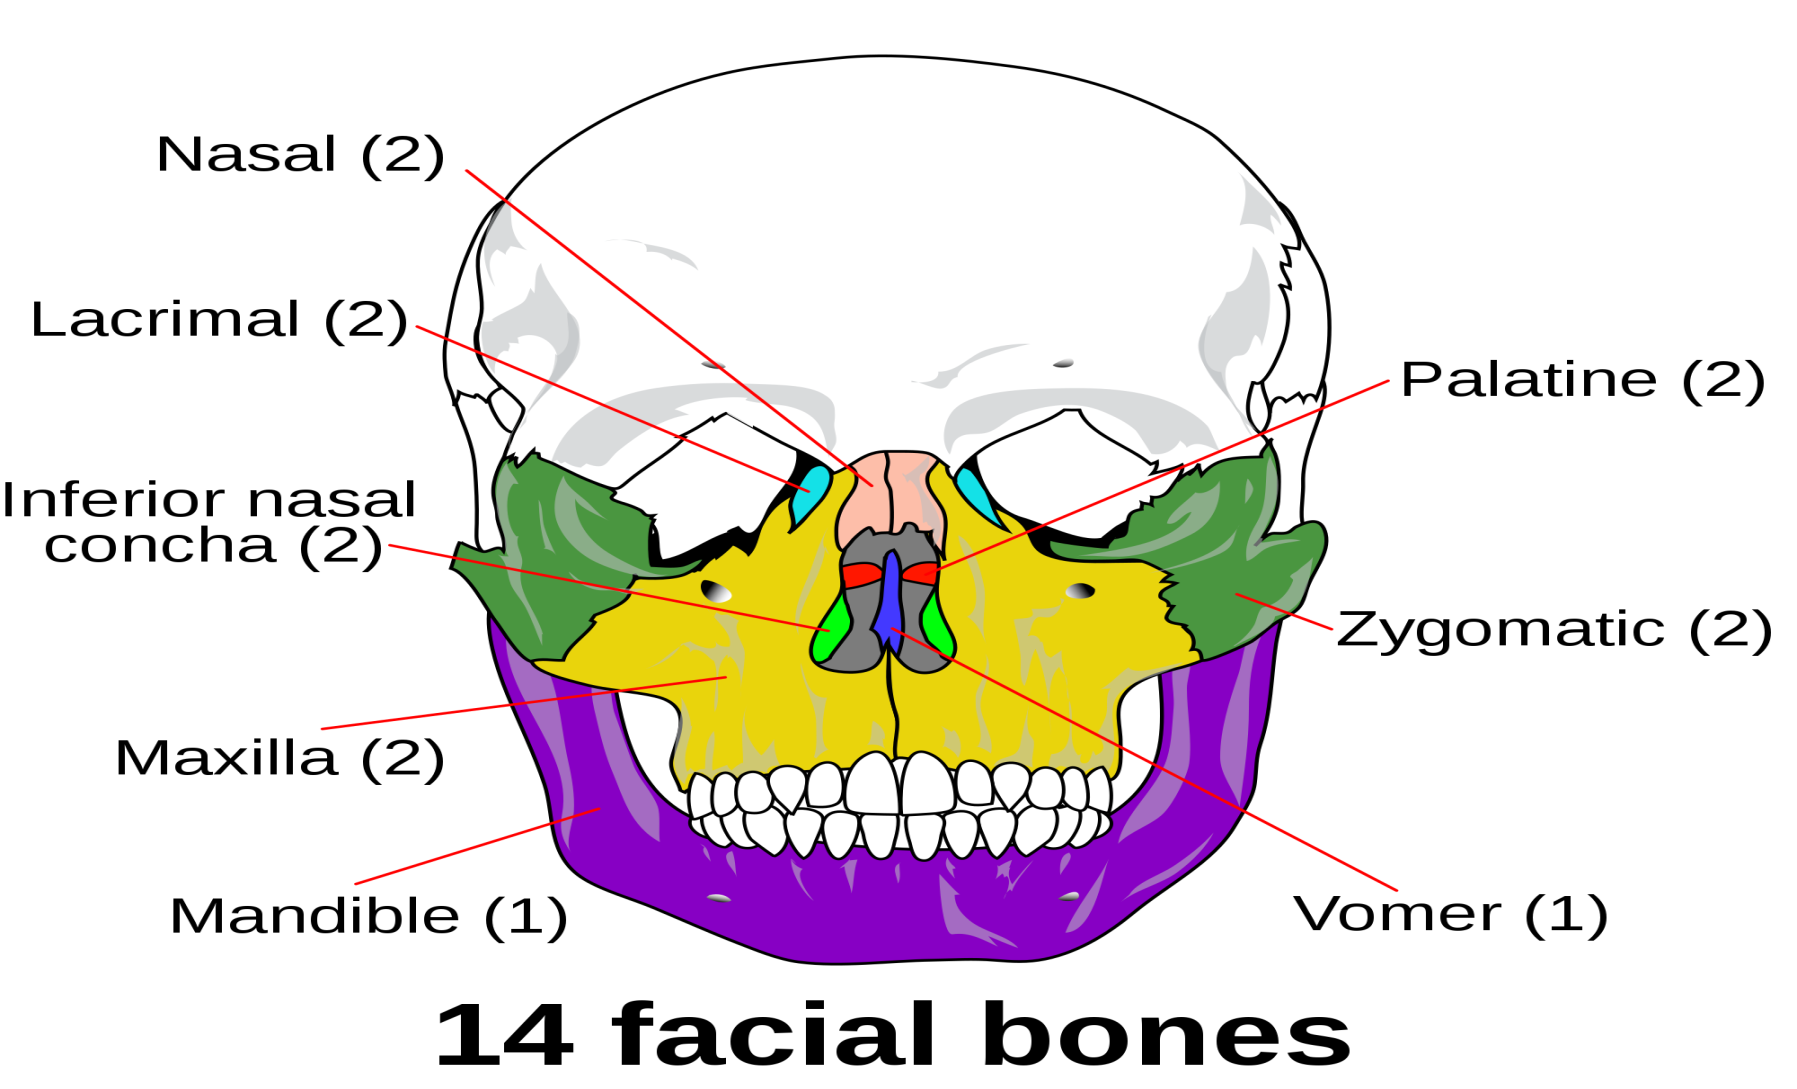 Nasal (2)
Lacrimal (2)
Palatine (2)
Inferior nasal
concha (2)
Zygomatic (2)
Maxilla (2)
Mandible (1)
Vomer (1)
14 facial bones